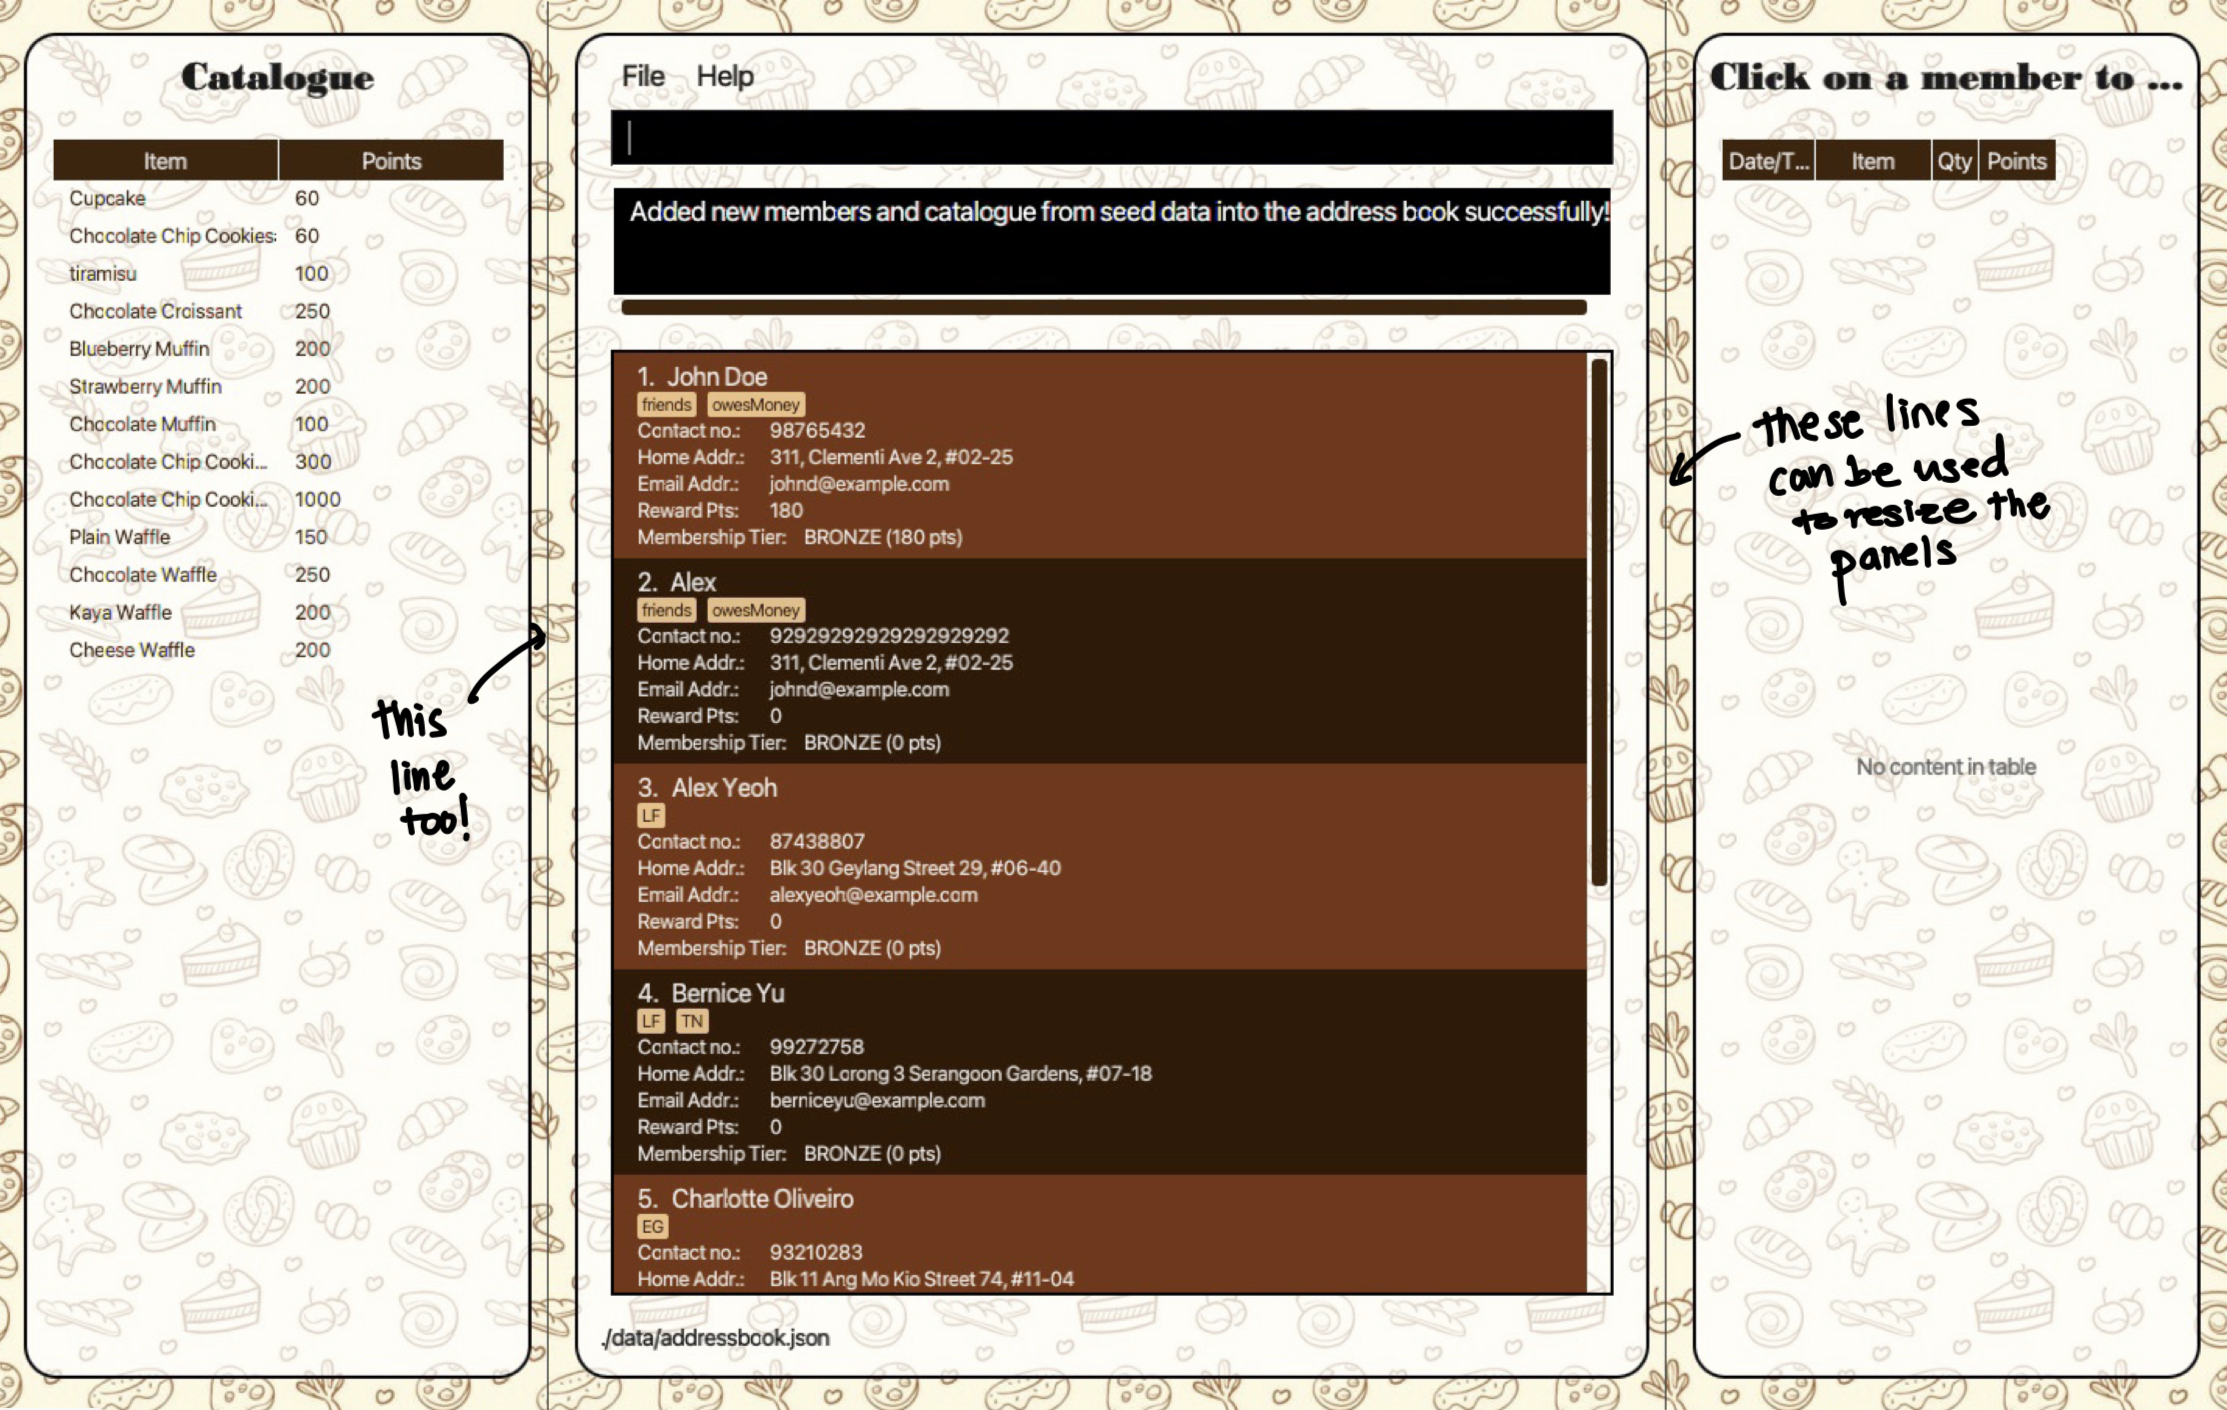 Catalogue
Item Points
Cupcake 60
Chocolate Chip Cookies: 60
tiramisu 100
Chocolate Croissant 250
Blueberry Muffin 200
Strawberry Muffin 200
Chocolate Muffin 100
Chocolate Chip Cooki... 300
Chocolate Chip Cooki... 1000
Plain Waffle 150
Chocolate Waffle 250
Kaya Waffle 200
Cheese Waffle 200
this
line
too!
File Help
Added new members and catalogue from seed data into the address book successfully!
1. John Doe
friends owesMoney
Contact no.: 98765432
Home Addr.: 311, Clementi Ave 2, #02-25
Email Addr.: johnd@example.com
Reward Pts: 180
Membership Tier: BRONZE (180 pts)
2. Alex
friends owesMoney
Contact no.: 92929292929292929292
Home Addr.: 311, Clementi Ave 2, #02-25
Email Addr.: johnd@example.com
Reward Pts: 0
Membership Tier: BRONZE (0 pts)
3. Alex Yeoh
LF
Contact no.: 87438807
Home Addr.: Blk 30 Geylang Street 29, #06-40
Email Addr.: alexyeoh@example.com
Reward Pts: 0
Membership Tier: BRONZE (0 pts)
4. Bernice Yu
LF TN
Contact no.: 99272758
Home Addr.: Blk 30 Lorong 3 Serangoon Gardens, #07-18
Email Addr.: berniceyu@example.com
Reward Pts: 0
Membership Tier: BRONZE (0 pts)
5. Charlotte Oliveiro
EG
Contact no.: 93210283
Home Addr.: Blk 11 Ang Mo Kio Street 74, #11-04
./data/addressbook.json
Click on a member to ...
Date/T... Item Qty Points
these lines
can be used
to resize the
panels
No content in table